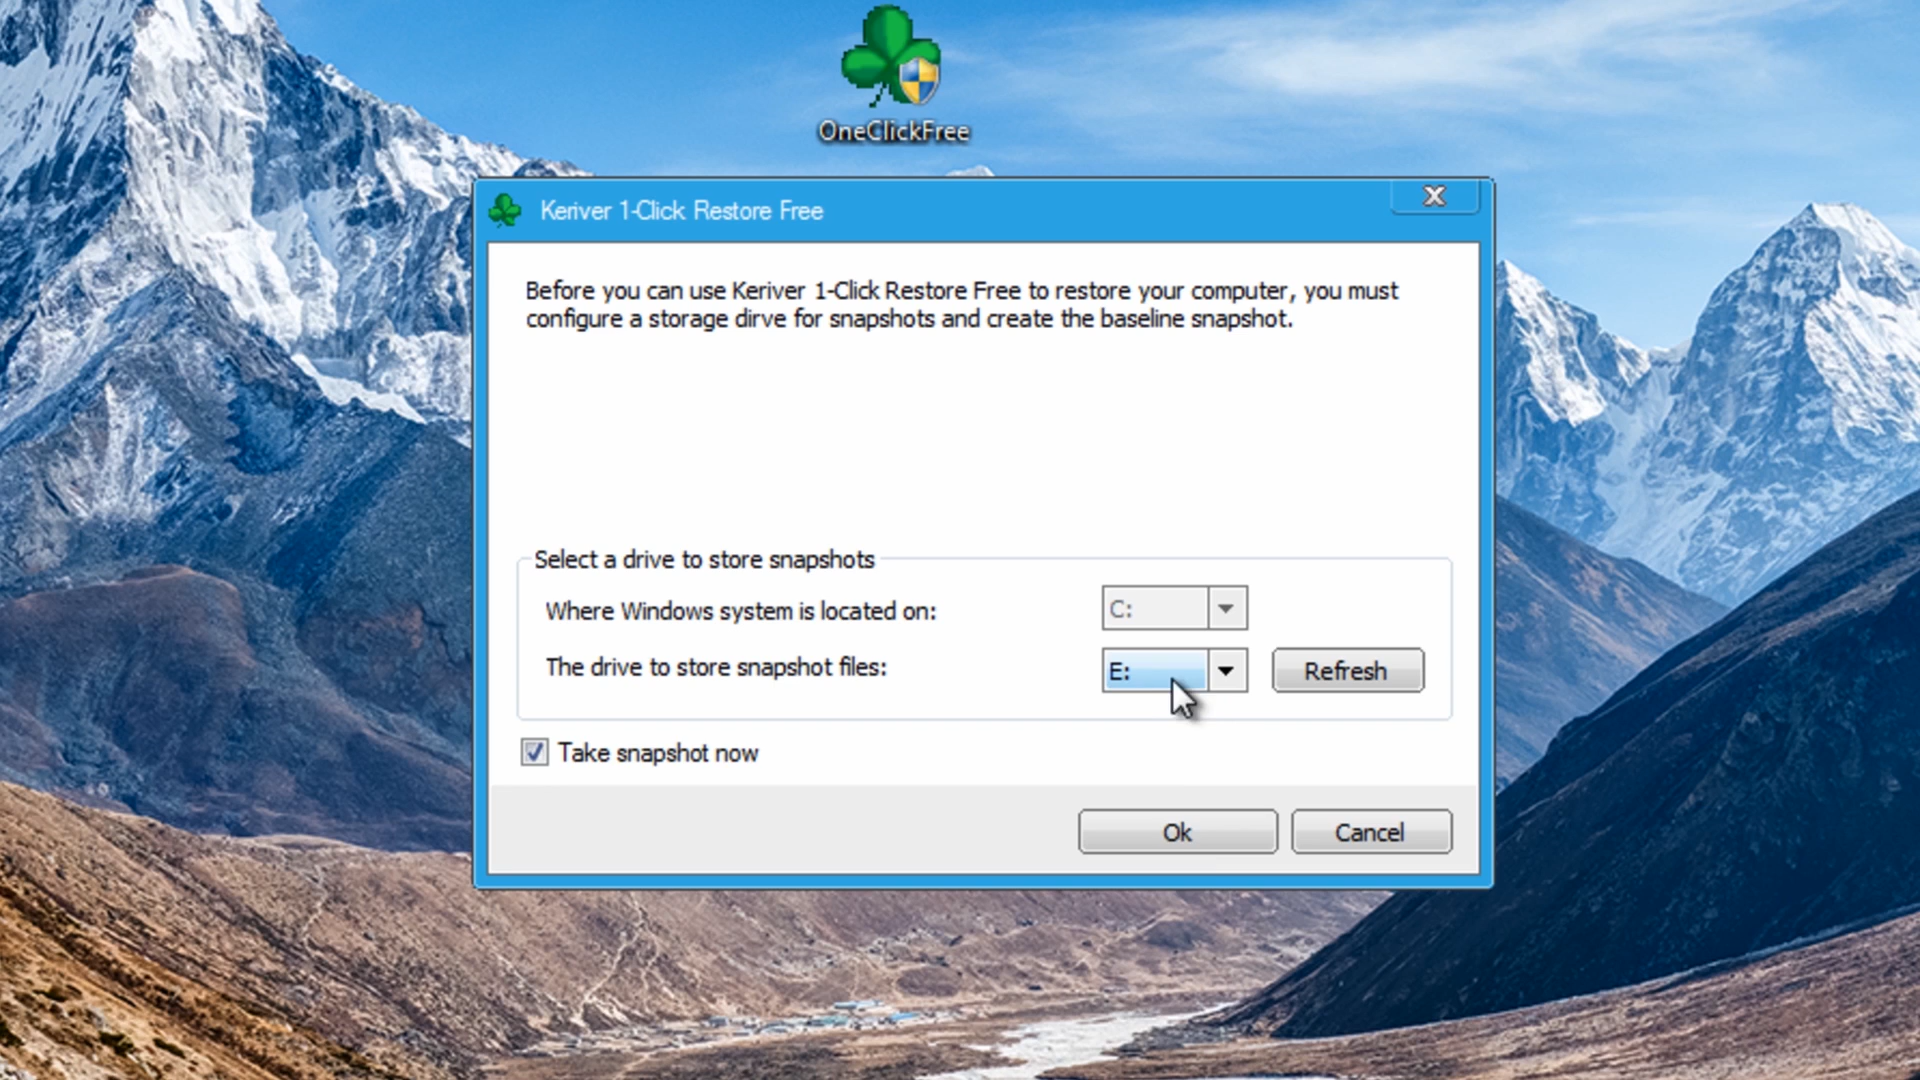 OneClickFree
Keriver 1-Click Restore Free
Before you can use Keriver 1-Click Restore Free to restore your computer, you must
configure a storage dirve for snapshots and create the baseline snapshot.
Select a drive to store snapshots
Where Windows system is located on: C:
The drive to store snapshot files: E: Refresh
Take snapshot now
Ok Cancel